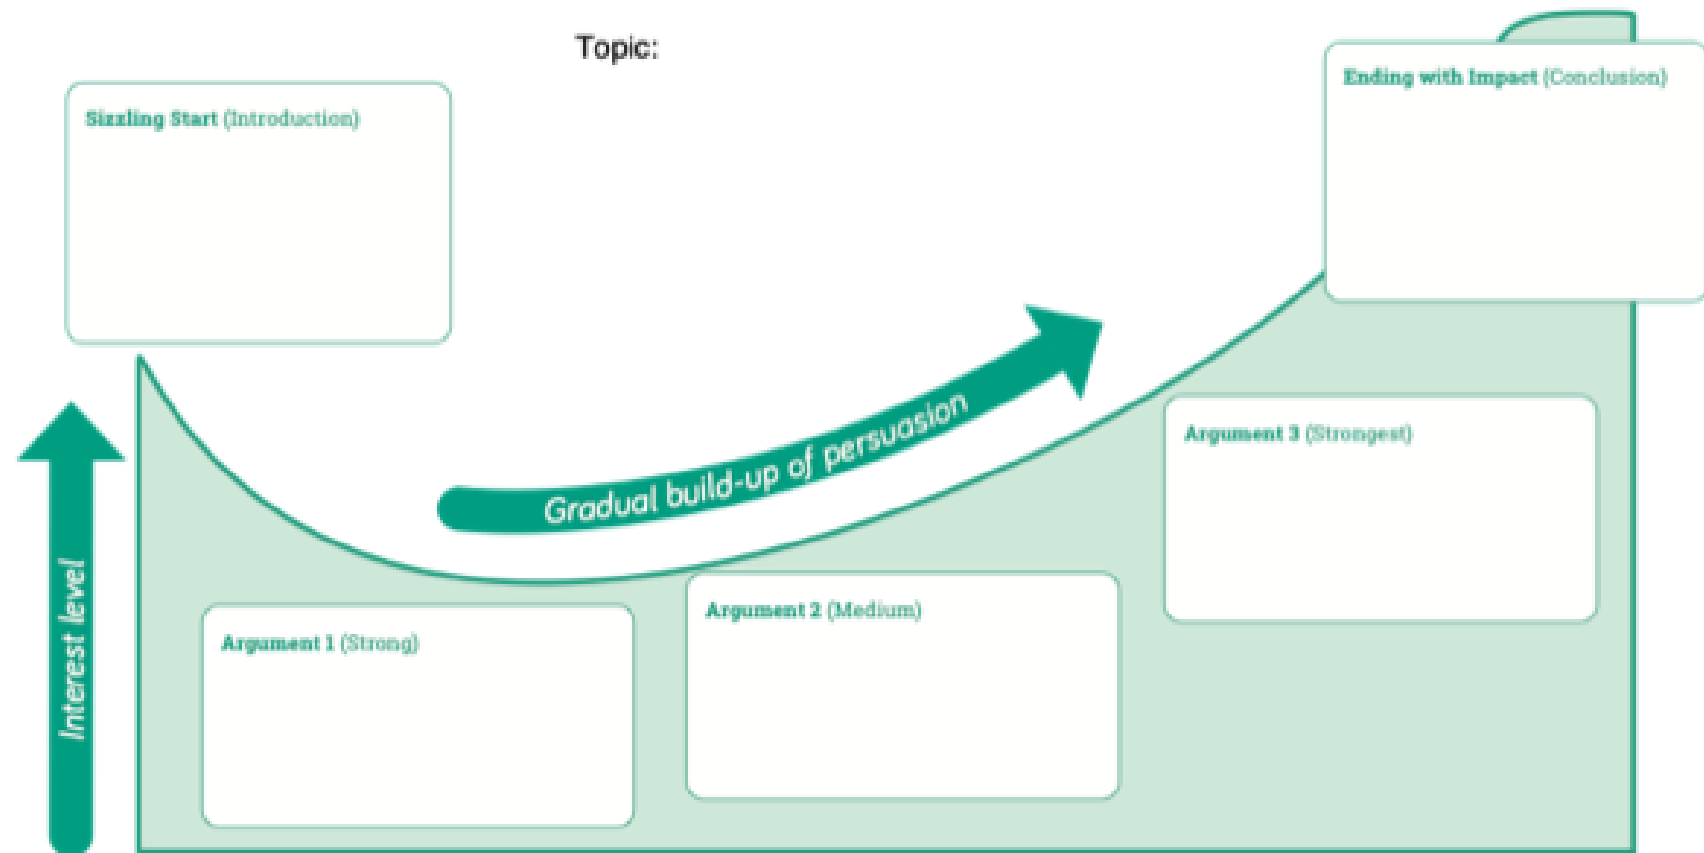 Topic:
Sizzling Start (Introduction)
Ending with Impact (Conclusion)
Gradual build-up of persuasion
Interest level
Argument 1 (Strong)
Argument 2 (Medium)
Argument 3 (Strongest)